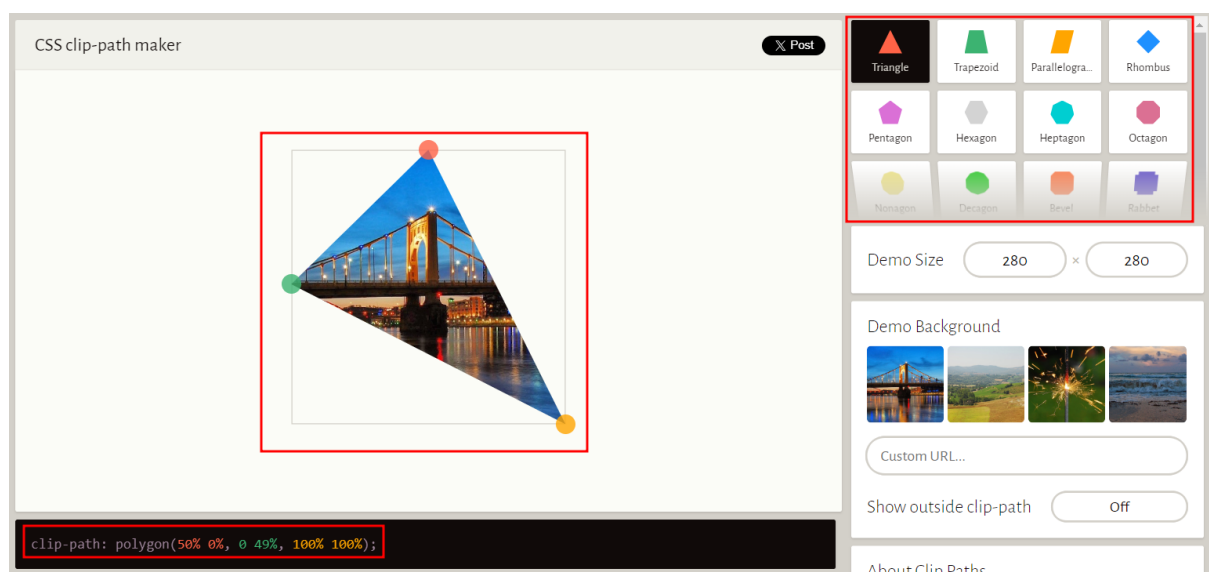 CSS clip-path maker
𝕏 Post
Triangle
Trapezoid
Parallelogra...
Rhombus
Pentagon
Hexagon
Heptagon
Octagon
Nonagon
Decagon
Bevel
Rabbet
Demo Size 280 × 280
Demo Background
Custom URL...
Show outside clip-path Off
clip-path: polygon(50% 0%, 0 49%, 100% 100%);
About Clip Paths